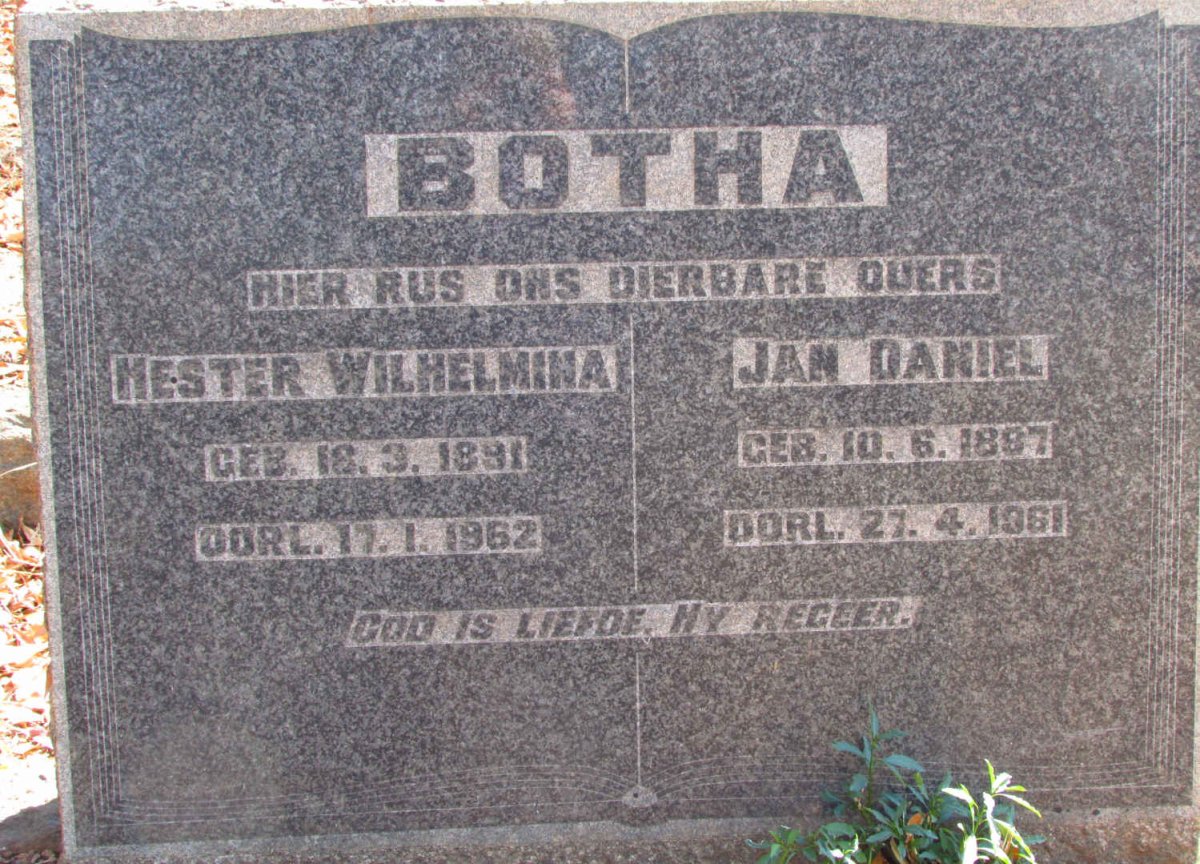 BOTHA
HIER RUS ONS DIERBARE OUERS
HESTER WILHELMINA
GEB. 18. 3. 1891
OORL. 17. 1. 1962
JAN DANIEL
GEB. 10. 6. 1887
OORL. 27. 4. 1961
GOD IS LIEFDE, HY REGEER.